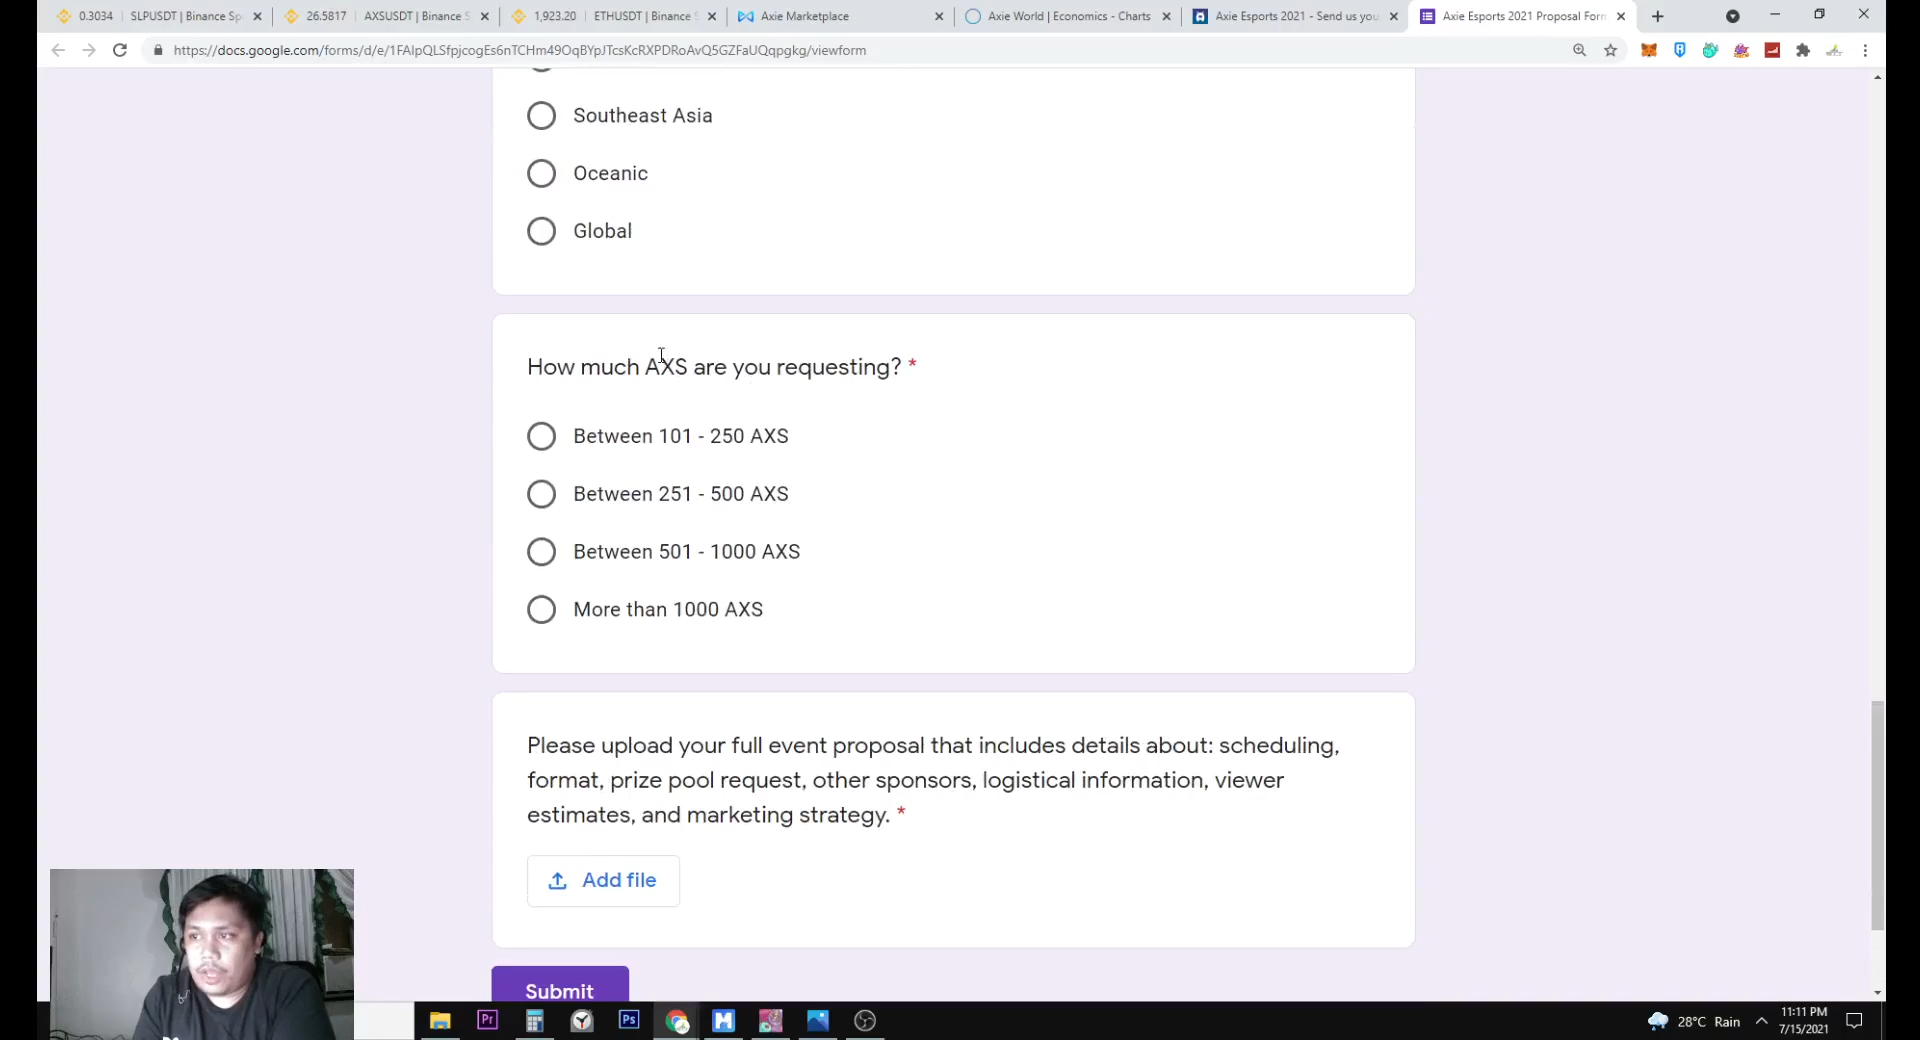 0.3034 SLPUSDT | Binance Sp
26.5817 AXSUSDT | Binance S
1,923.20 ETHUSDT | Binance S
Axie Marketplace
Axie World | Economics - Charts
Axie Esports 2021 - Send us you
Axie Esports 2021 Proposal Form
https://docs.google.com/forms/d/e/1FAIpQLSfpjcogEs6nTCHm49OqBYpJTcsKcRXPDRoAvQ5GZFaUQqpgkg/viewform
Southeast Asia
Oceanic
Global
How much AXS are you requesting? *
Between 101 - 250 AXS
Between 251 - 500 AXS
Between 501 - 1000 AXS
More than 1000 AXS
Please upload your full event proposal that includes details about: scheduling,
format, prize pool request, other sponsors, logistical information, viewer
estimates, and marketing strategy. *
Add file
Submit
Pr
Ps
28°C Rain
11:11 PM
7/15/2021